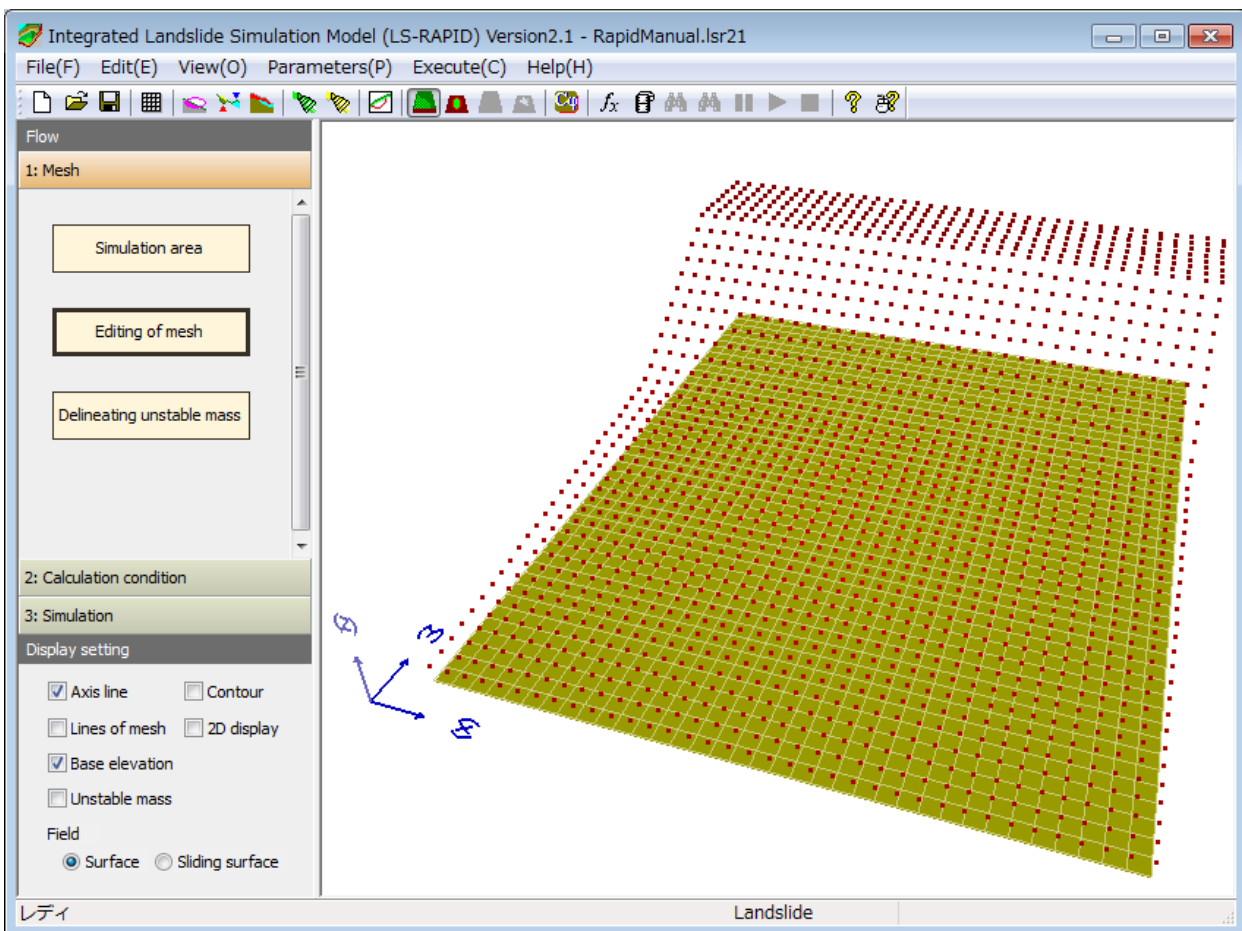 Integrated Landslide Simulation Model (LS-RAPID) Version2.1 - RapidManual.lsr21
File(F) Edit(E) View(O) Parameters(P) Execute(C) Help(H)
Flow
1: Mesh
Simulation area
Editing of mesh
Delineating unstable mass
2: Calculation condition
3: Simulation
Display setting
Axis line Contour
Lines of mesh 2D display
Base elevation
Unstable mass
Field
Surface Sliding surface
レディ Landslide